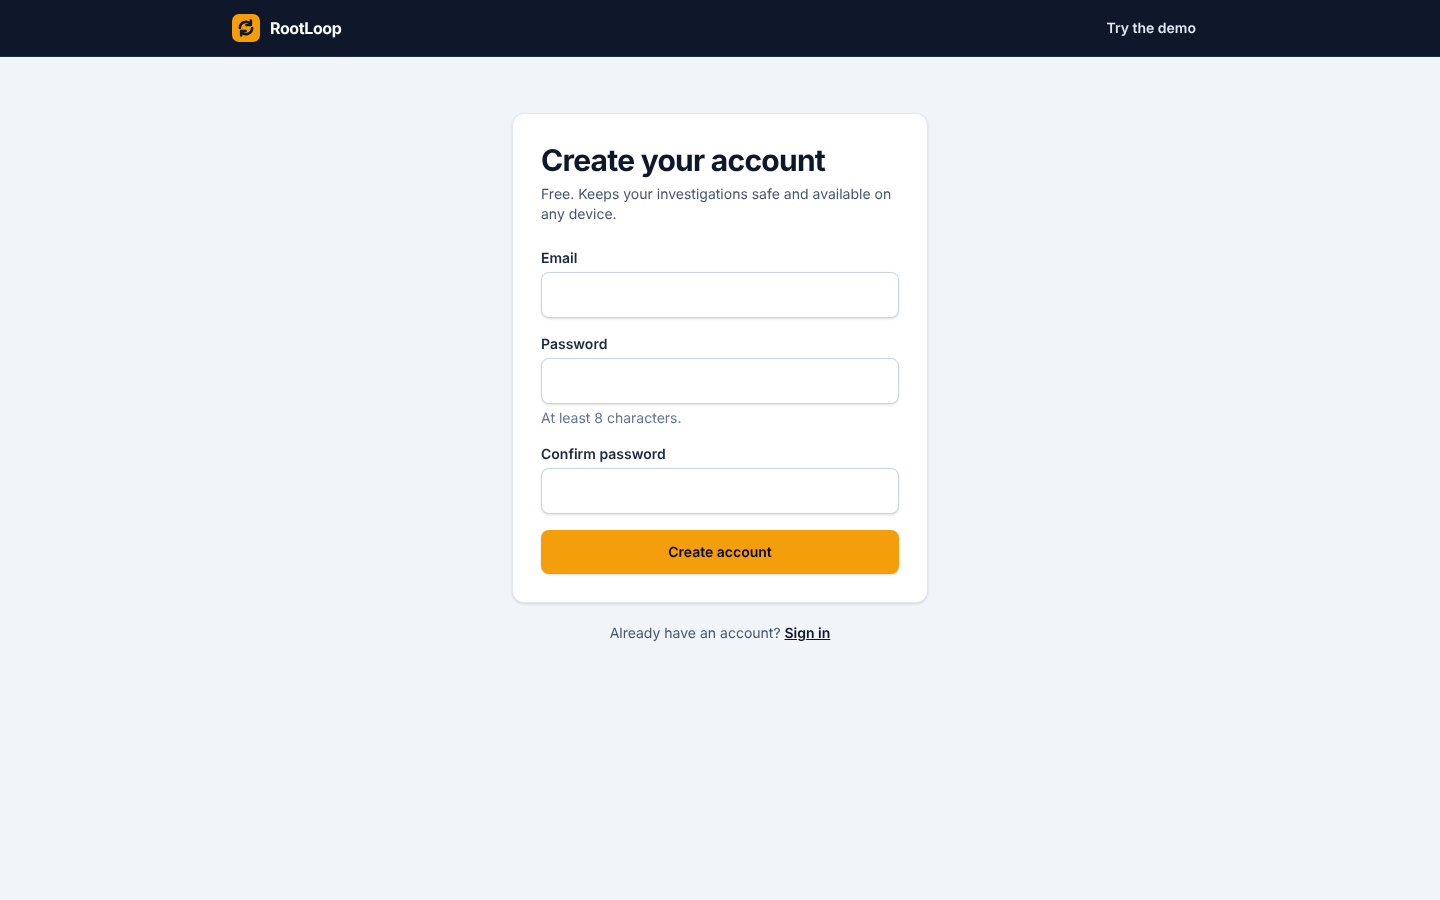 RootLoop
Try the demo
Create your account
Free. Keeps your investigations safe and available on
any device.
Email
Password
At least 8 characters.
Confirm password
Create account
Already have an account? Sign in